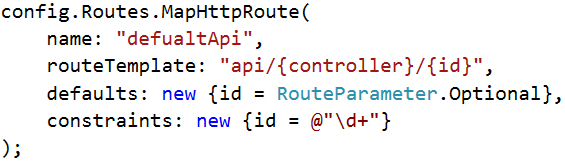 config.Routes.MapHttpRoute(
    name: "defualtApi",
    routeTemplate: "api/{controller}/{id}",
    defaults: new {id = RouteParameter.Optional},
    constraints: new {id = @"\d+"}
);